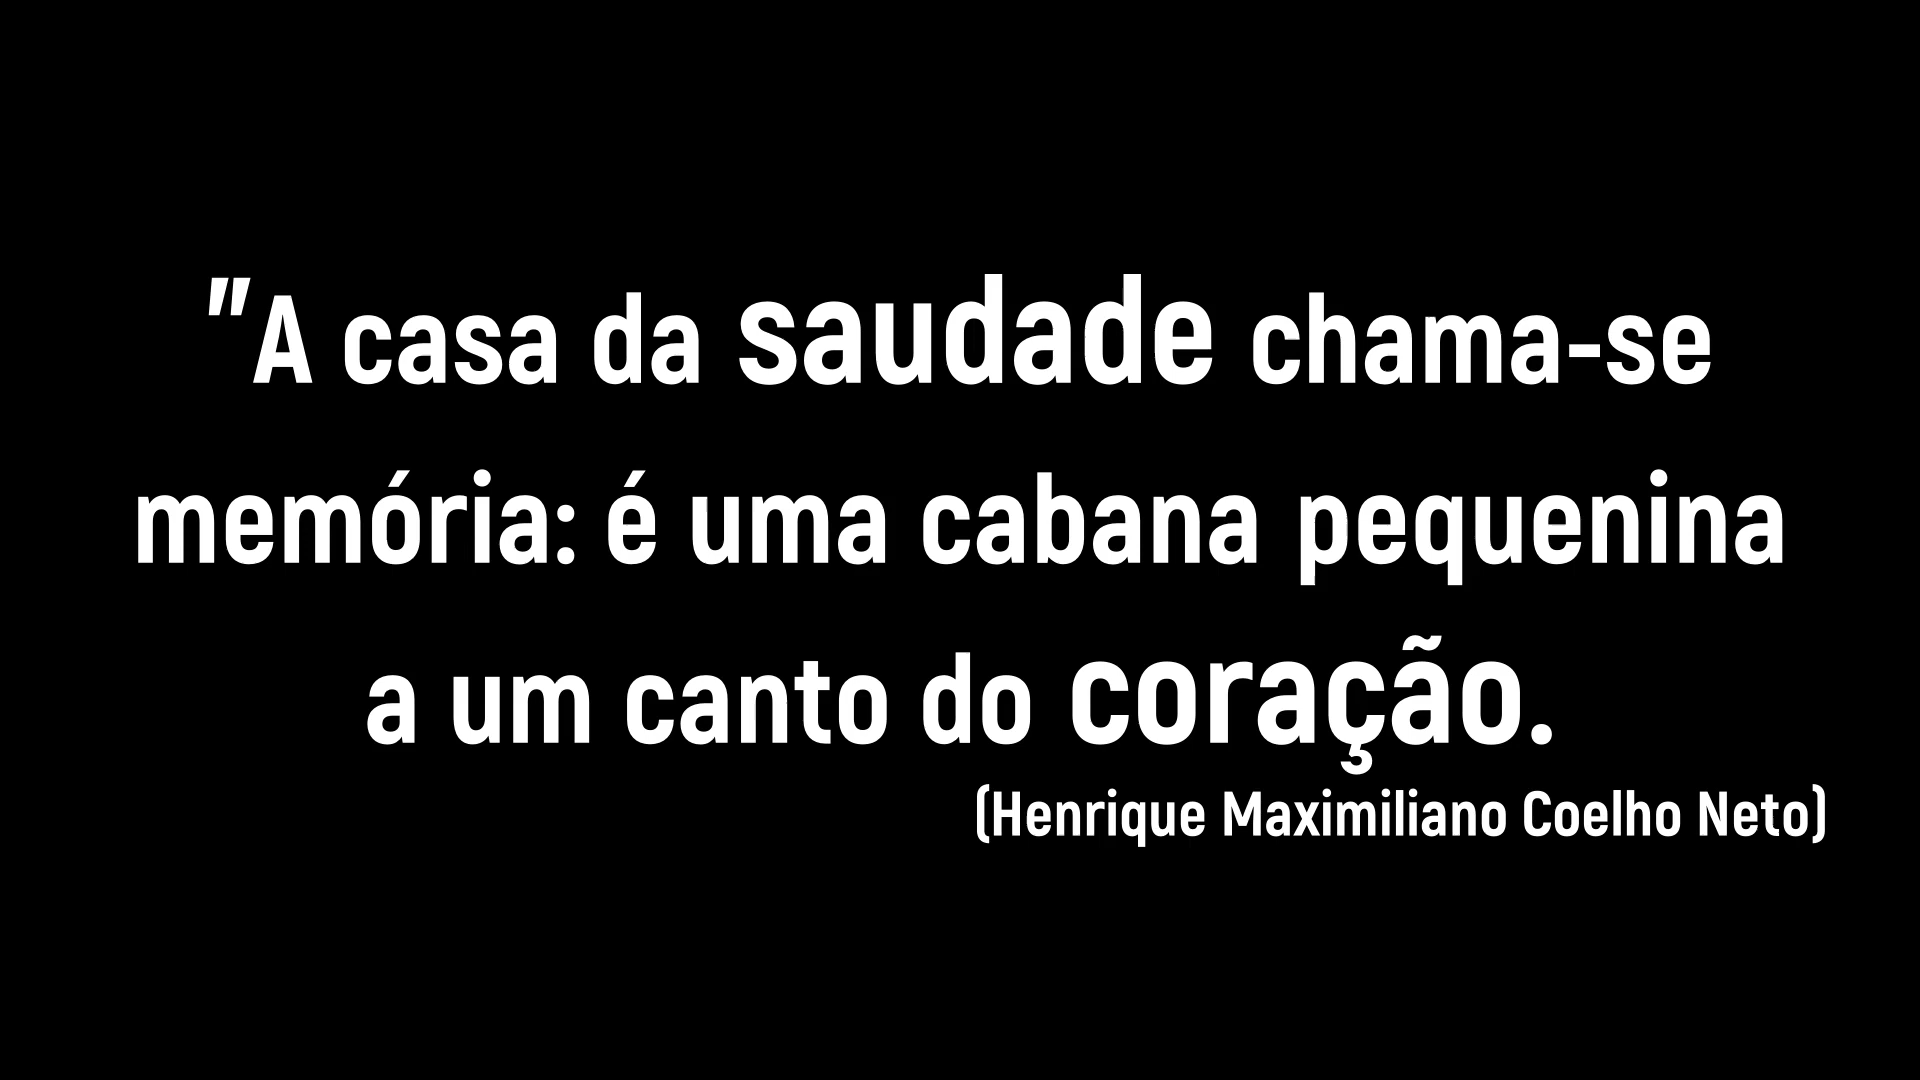 "A casa da saudade chama-se
memória: é uma cabana pequenina
a um canto do coração.
(Henrique Maximiliano Coelho Neto)